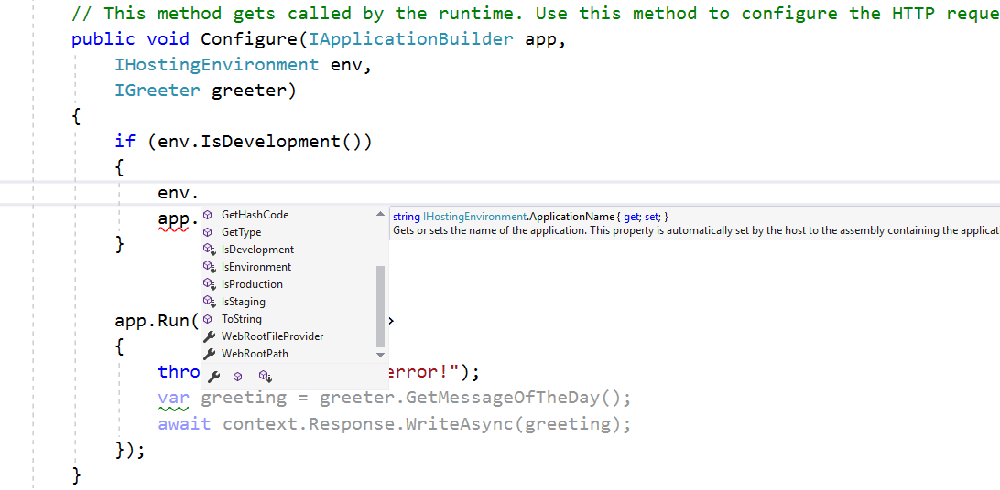 // This method gets called by the runtime. Use this method to configure the HTTP reque
public void Configure(IApplicationBuilder app,
IHostingEnvironment env,
IGreeter greeter)
{
if (env.IsDevelopment())
{
env.
app.
}
GetHashCode
GetType
IsDevelopment
IsEnvironment
IsProduction
IsStaging
ToString
WebRootFileProvider
WebRootPath
string IHostingEnvironment.ApplicationName { get; set; }
Gets or sets the name of the application. This property is automatically set by the host to the assembly containing the applicat
app.Run( >
{
thro error!");
var greeting = greeter.GetMessageOfTheDay();
await context.Response.WriteAsync(greeting);
});
}